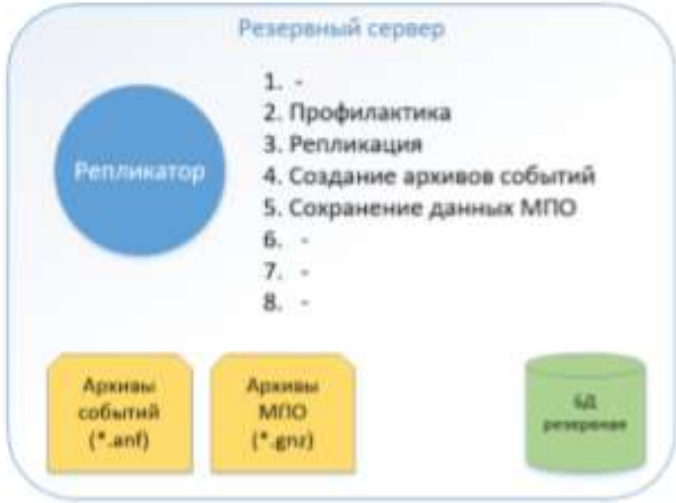 Резервный сервер
Репликатор
1. -
2. Профилактика
3. Репликация
4. Создание архивов событий
5. Сохранение данных МПО
6. -
7. -
8. -
Архивы
событий
(*.anf)
Архивы
МПО
(*.gnz)
БД
резервная